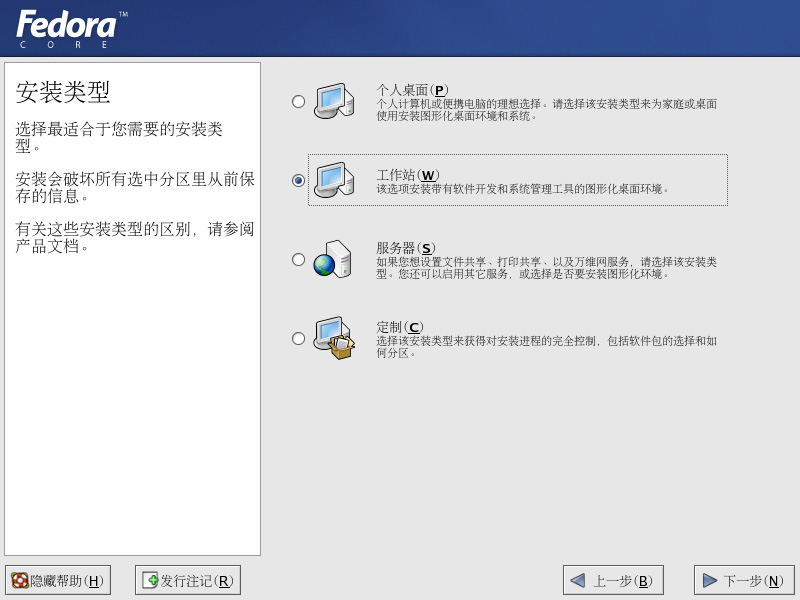 Fedora™
CORE
安装类型
选择最适合于您需要的安装类
型。
安装会破坏所有选中分区里从前保
存的信息。
有关这些安装类型的区别，请参阅
产品文档。
个人桌面(P)
个人计算机或便携电脑的理想选择。请选择该安装类型来为家庭或桌面
使用安装图形化桌面环境和系统。
工作站(W)
该选项安装带有软件开发和系统管理工具的图形化桌面环境。
服务器(S)
如果您想设置文件共享、打印共享、以及万维网服务，请选择该安装类
型。您还可以启用其它服务，或选择是否要安装图形化环境。
定制(C)
选择该安装类型来获得对安装进程的完全控制，包括软件包的选择和如
何分区。
隐藏帮助(H)
发行注记(R)
上一步(B)
下一步(N)